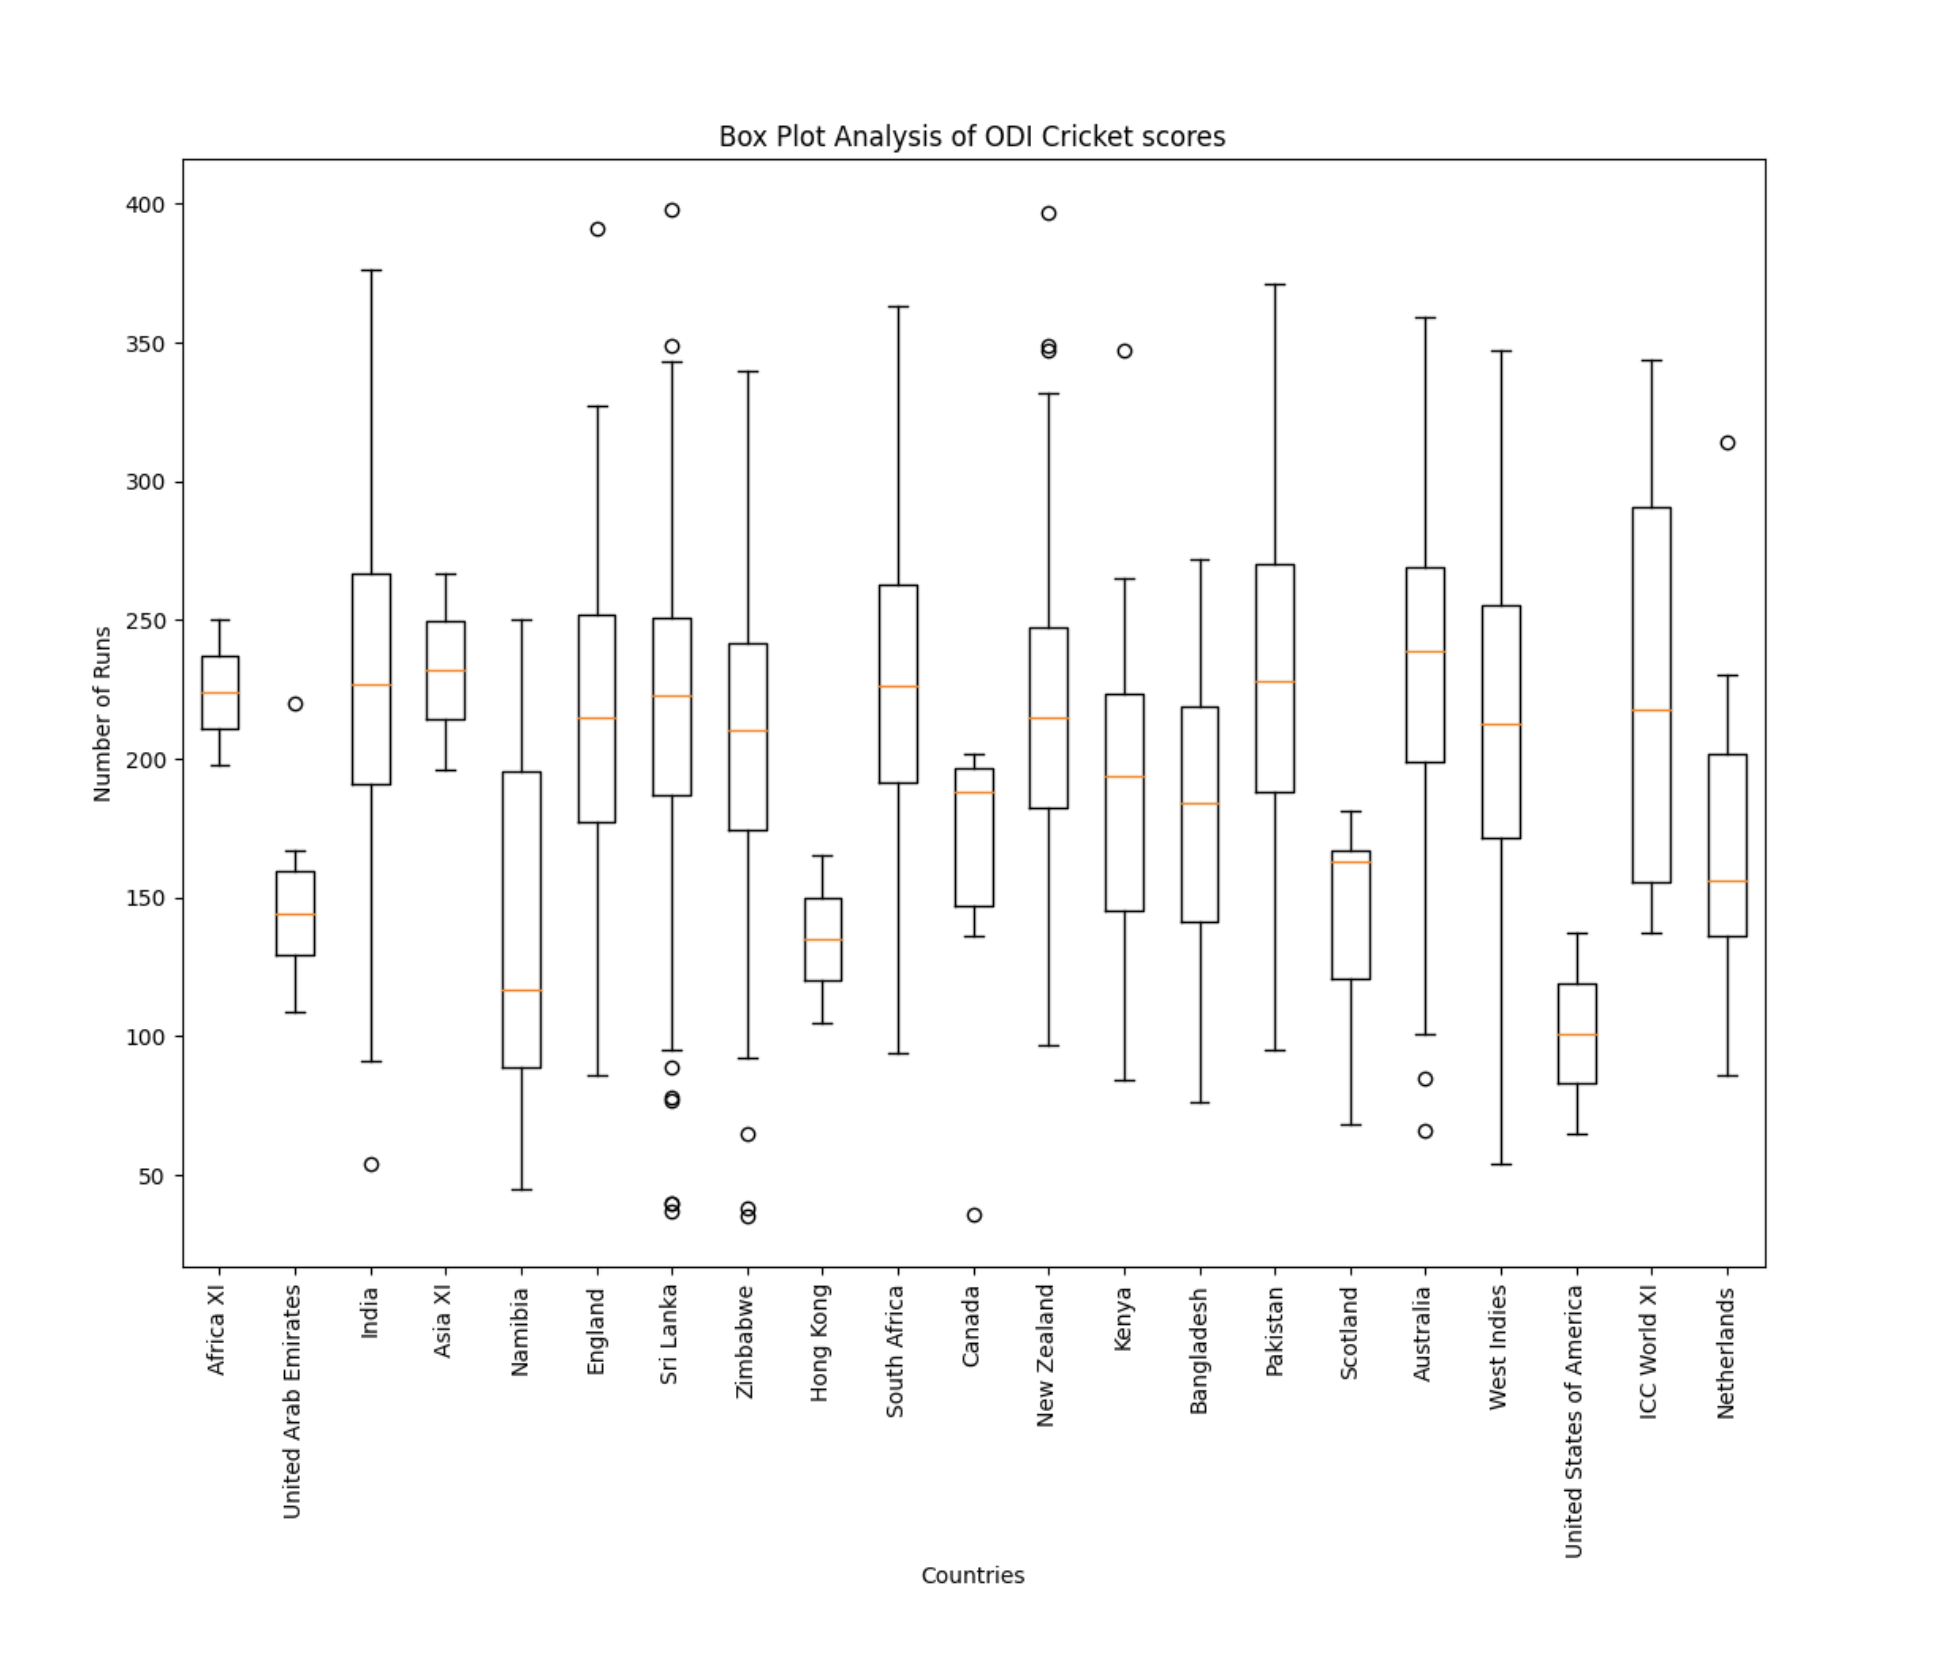 Box Plot Analysis of ODI Cricket scores
400
350
300
250
200
150
100
50
Number of Runs
Africa XI
United Arab Emirates
India
Asia XI
Namibia
England
Sri Lanka
Zimbabwe
Hong Kong
South Africa
Canada
New Zealand
Kenya
Bangladesh
Pakistan
Scotland
Australia
West Indies
United States of America
ICC World XI
Netherlands
Countries